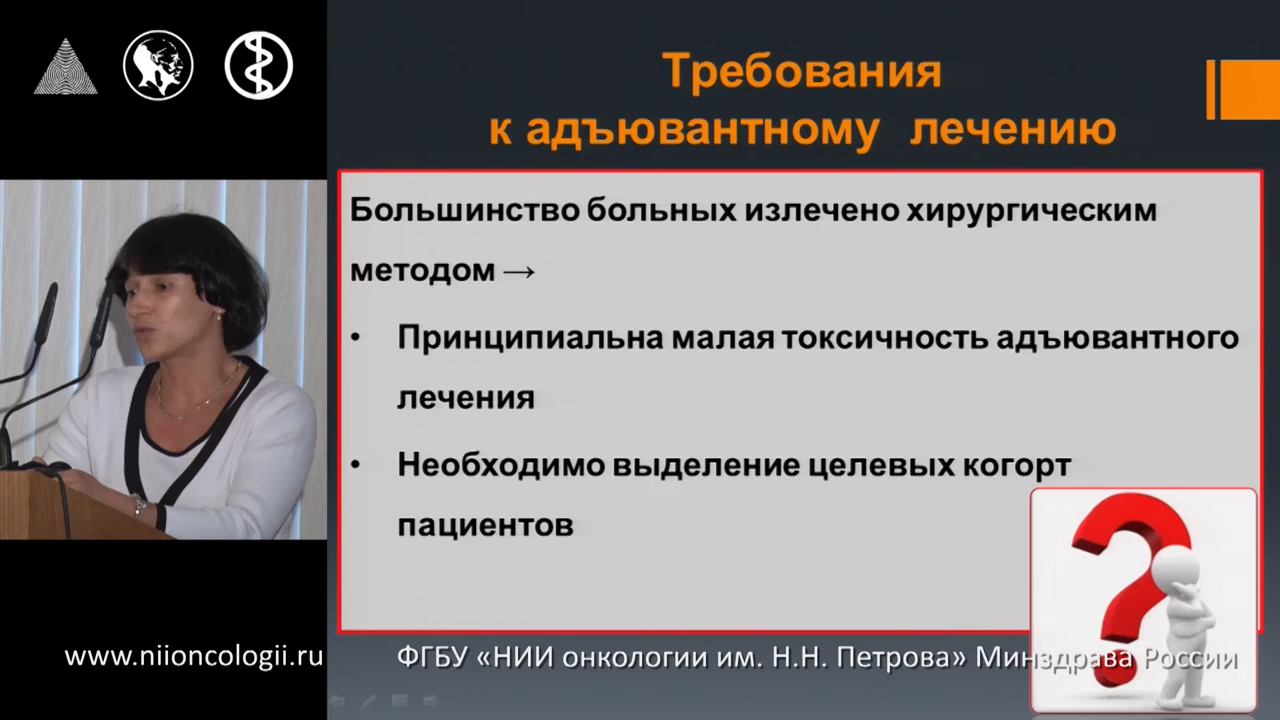 Требования
к адъювантному лечению
Большинство больных излечено хирургическим
методом →
• Принципиальна малая токсичность адъювантного
лечения
• Необходимо выделение целевых когорт
пациентов
www.niioncologii.ru
ФГБУ «НИИ онкологии им. Н.Н. Петрова» Минздрава России